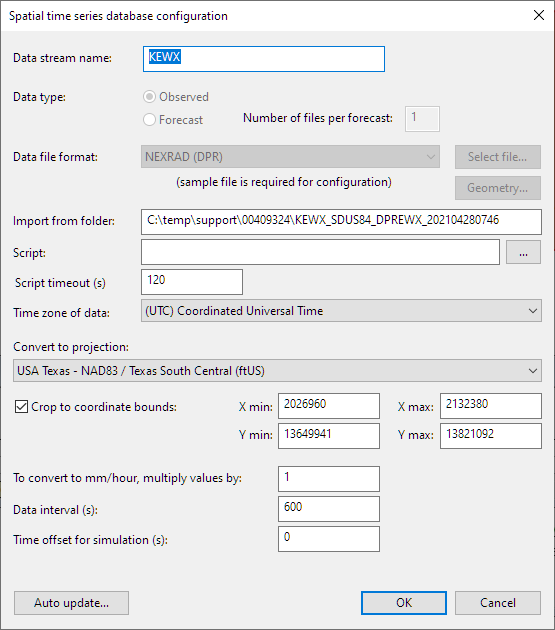 Spatial time series database configuration
Data stream name: KEWX
Data type: Observed
Forecast Number of files per forecast: 1
Data file format: NEXRAD (DPR) Select file...
(sample file is required for configuration) Geometry...
Import from folder: C:\temp\support\00409324\KEWX_SDUS84_DPREWX_202104280746
Script: ...
Script timeout (s) 120
Time zone of data: (UTC) Coordinated Universal Time
Convert to projection:
USA Texas - NAD83 / Texas South Central (ftUS)
Crop to coordinate bounds: X min: 2026960 X max: 2132380
Y min: 13649941 Y max: 13821092
To convert to mm/hour, multiply values by: 1
Data interval (s): 600
Time offset for simulation (s): 0
Auto update... OK Cancel